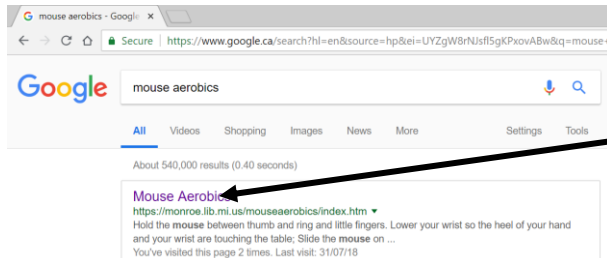 mouse aerobics - Google
Secure | https://www.google.ca/search?hl=en&source=hp&ei=UYZgW8rNJsfl5gKPxovABw&q=mouse+
Google
mouse aerobics
All Videos Shopping Images News More Settings Tools
About 540,000 results (0.40 seconds)
Mouse Aerobics
https://monroe.lib.mi.us/mouseaerobics/index.htm
Hold the mouse between thumb and ring and little fingers. Lower your wrist so the heel of your hand
and your wrist are touching the table; Slide the mouse on ...
You've visited this page 2 times. Last visit: 31/07/18